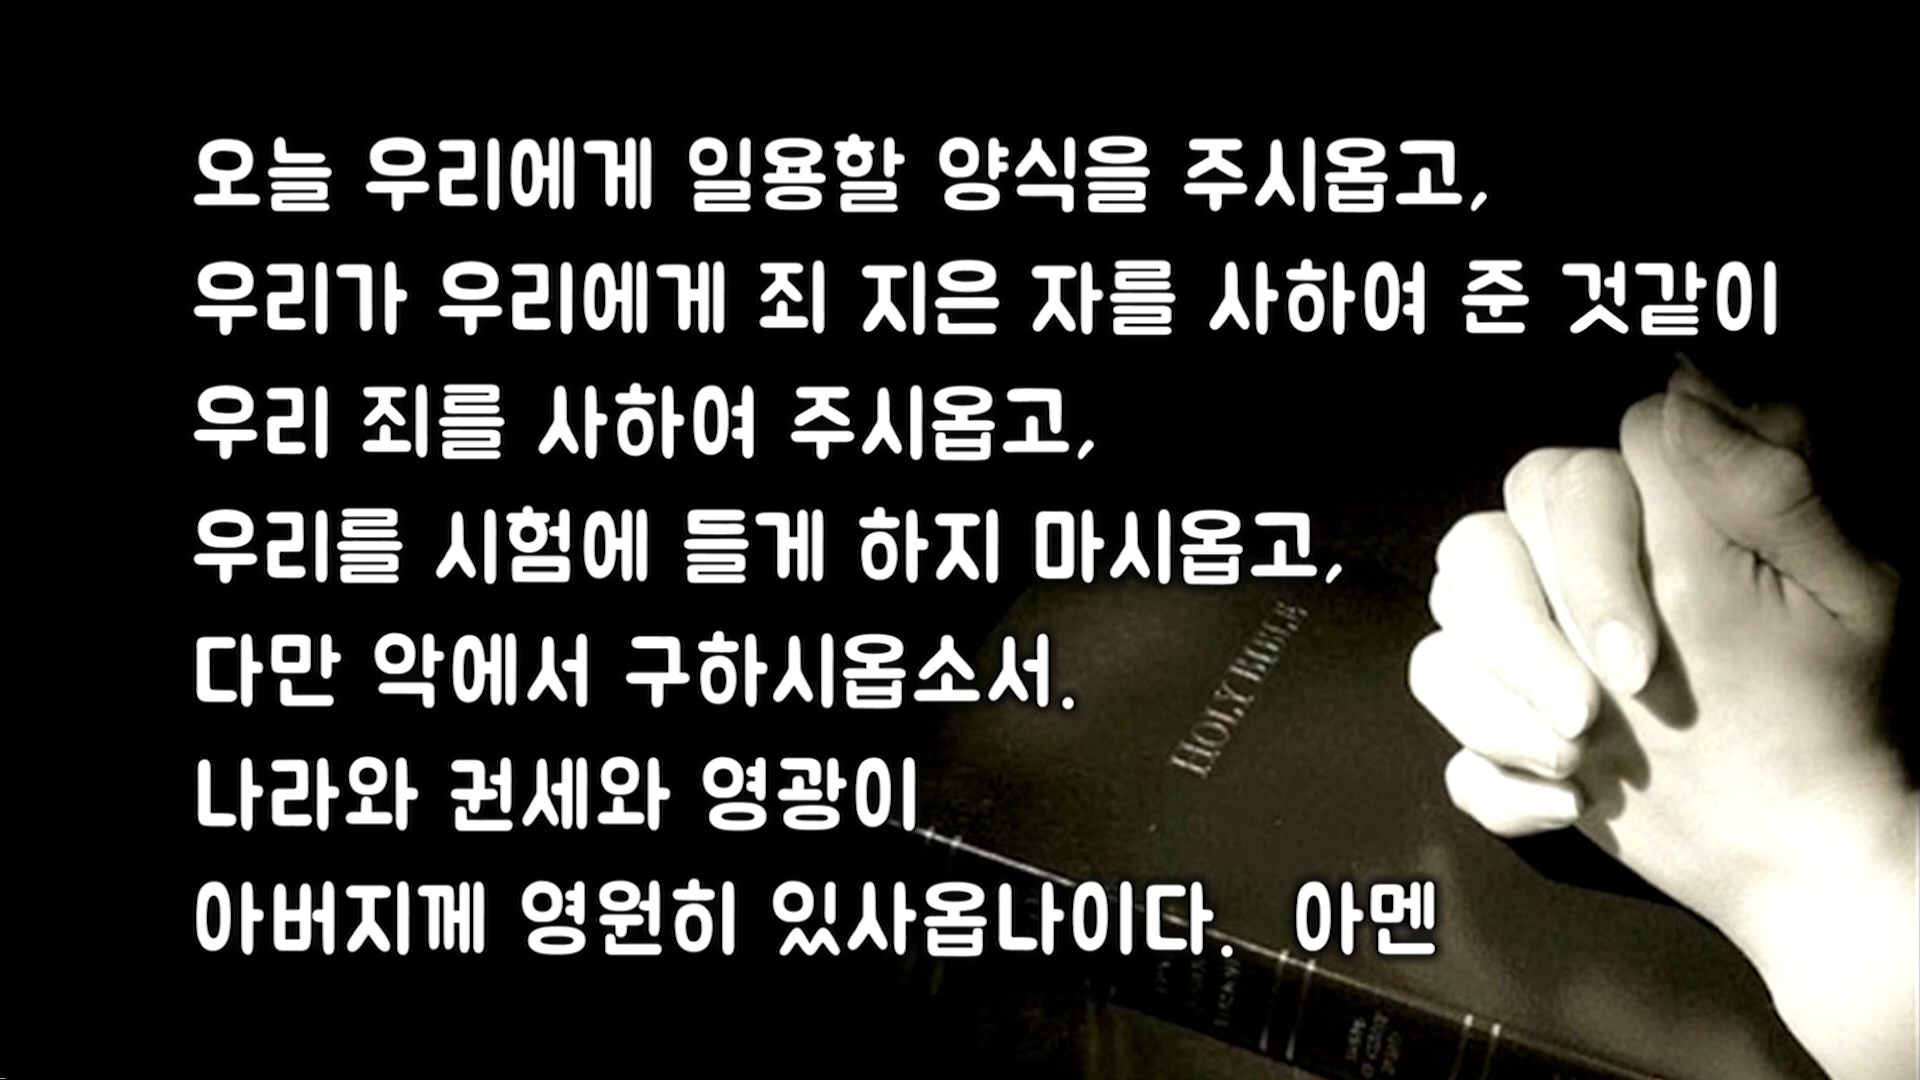 오늘 우리에게 일용할 양식을 주시옵고,
우리가 우리에게 죄 지은 자를 사하여 준 것같이
우리 죄를 사하여 주시옵고,
우리를 시험에 들게 하지 마시옵고,
다만 악에서 구하시옵소서.
나라와 권세와 영광이
아버지께 영원히 있사옵나이다. 아멘
HOLY BIBLE